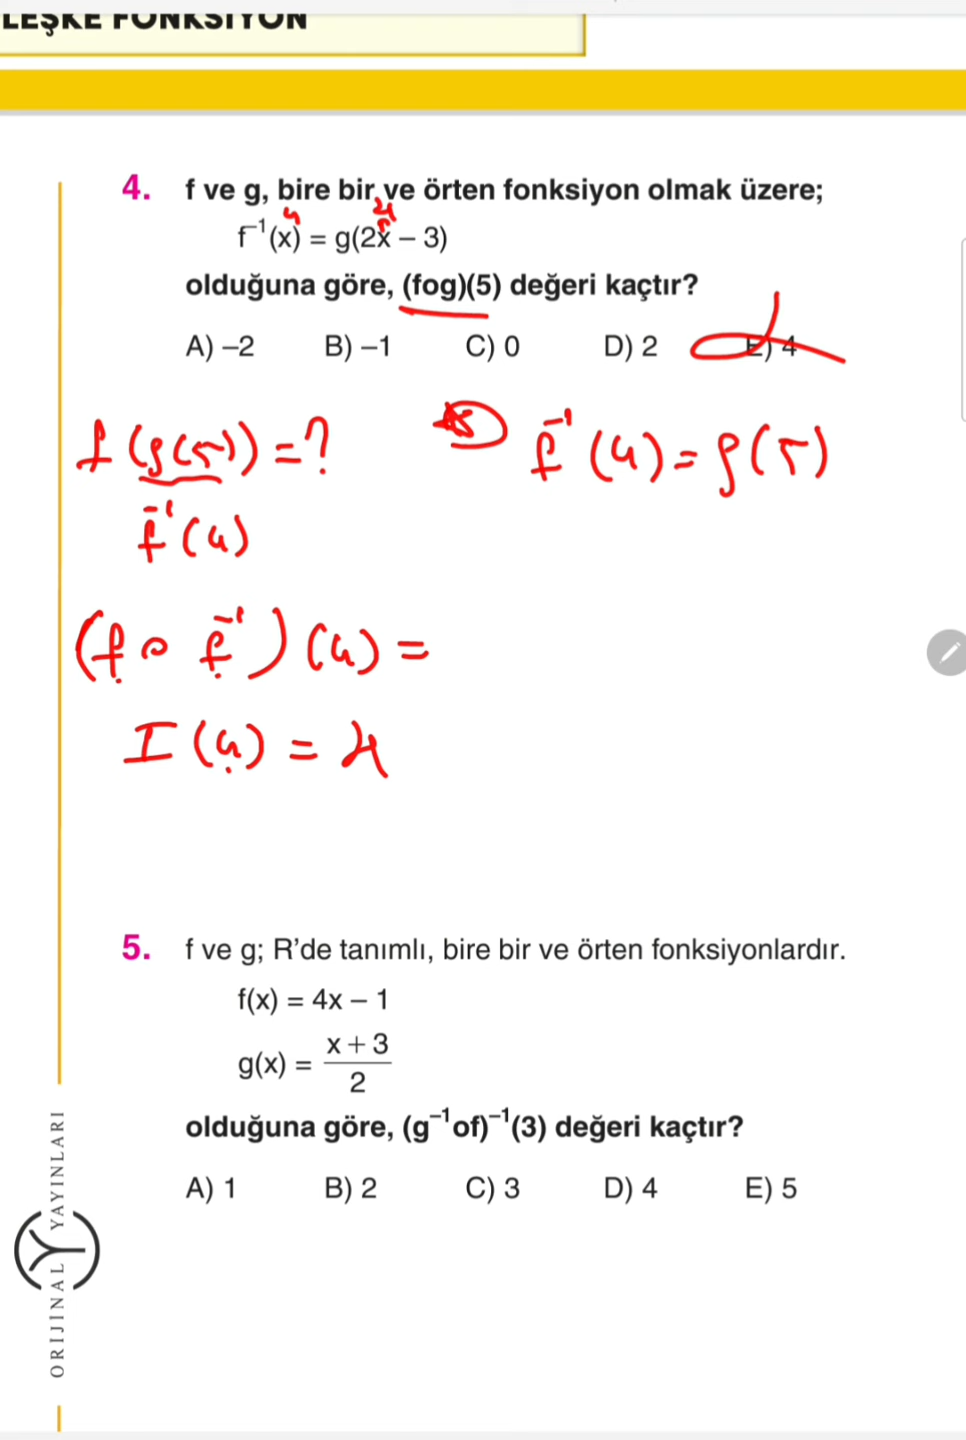 LEŞKE FONKSİYON
4. f ve g, bire bir ve örten fonksiyon olmak üzere;
f⁻¹(x) = g(2x – 3)
4
4
olduğuna göre, (fog)(5) değeri kaçtır?
A) –2 B) –1 C) 0 D) 2 E) 4
f(g(5)) = ?
f⁻¹(4) = g(5)
f⁻¹(4)
(f o f⁻¹)(4) =
I(4) = 4
5. f ve g; R’de tanımlı, bire bir ve örten fonksiyonlardır.
f(x) = 4x – 1
g(x) = x + 3 / 2
olduğuna göre, (g⁻¹of)⁻¹(3) değeri kaçtır?
A) 1 B) 2 C) 3 D) 4 E) 5
ORIJINAL YAYINLARI